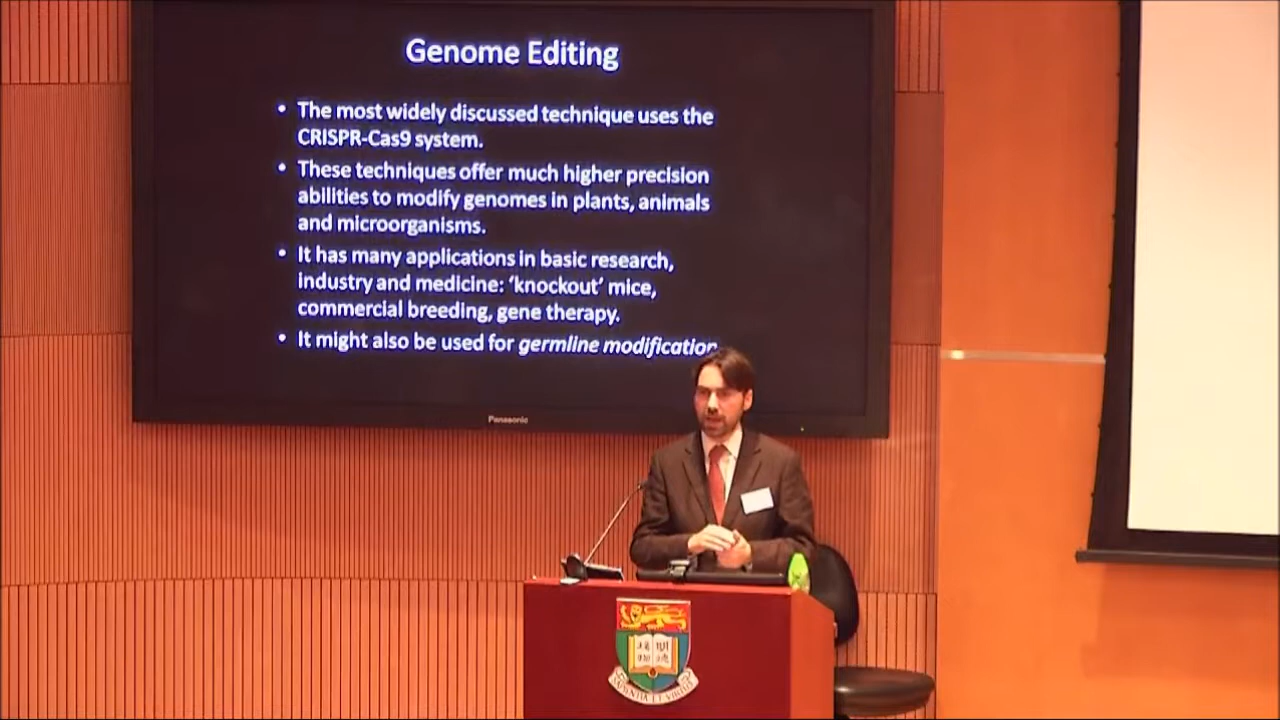 Genome Editing
• The most widely discussed technique uses the
CRISPR-Cas9 system.
• These techniques offer much higher precision
abilities to modify genomes in plants, animals
and microorganisms.
• It has many applications in basic research,
industry and medicine: ‘knockout’ mice,
commercial breeding, gene therapy.
• It might also be used for germline modification
Panasonic